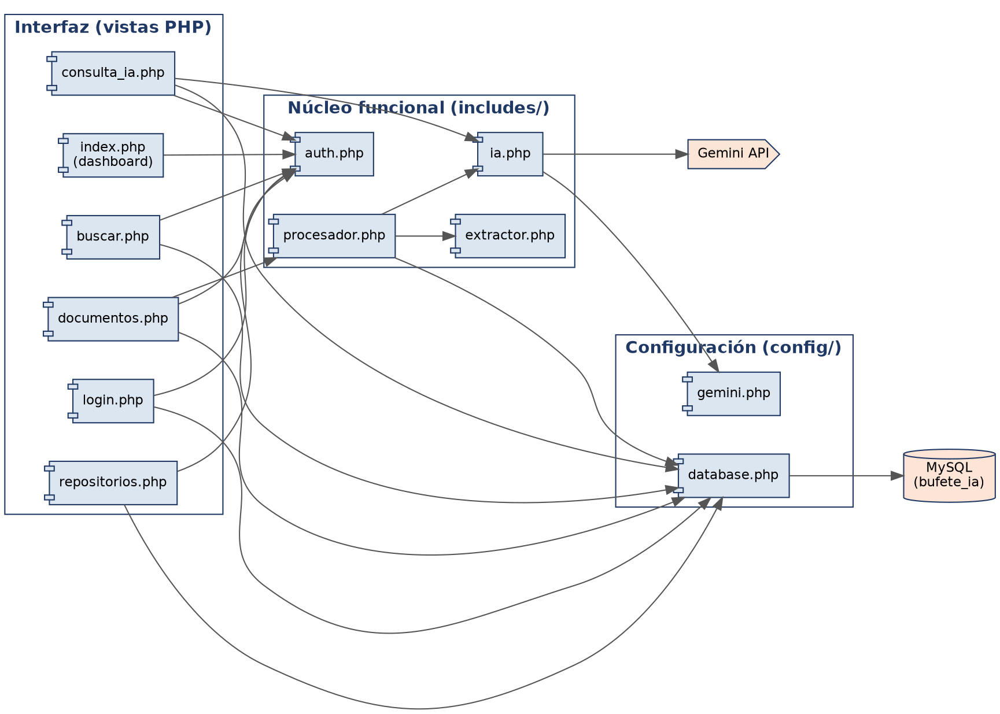 Interfaz (vistas PHP)
consulta_ia.php
index.php
(dashboard)
buscar.php
documentos.php
login.php
repositorios.php
Núcleo funcional (includes/)
auth.php
ia.php
procesador.php
extractor.php
Gemini API
Configuración (config/)
gemini.php
database.php
MySQL
(bufete_ia)